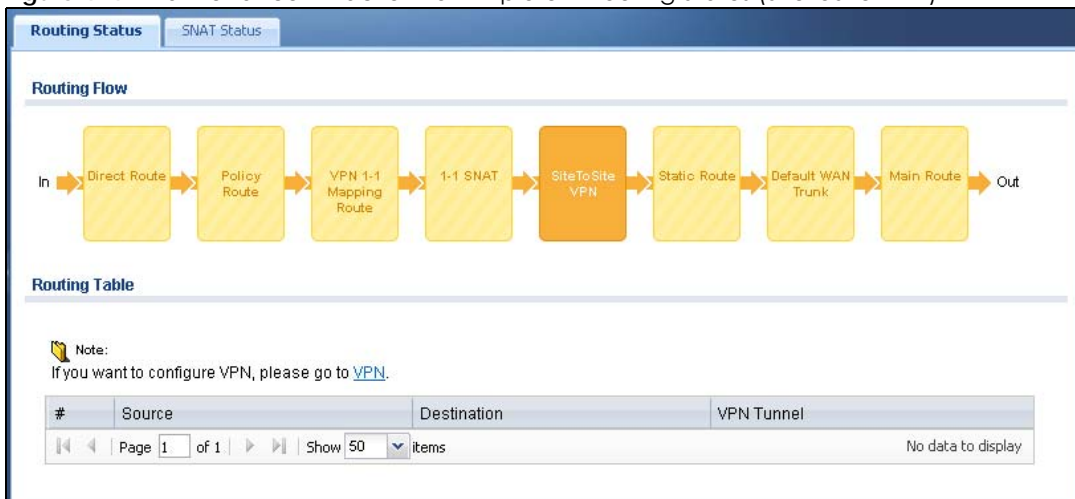 Routing Status SNAT Status
Routing Flow
In Direct Route Policy Route VPN 1-1 Mapping Route 1-1 SNAT SiteToSite VPN Static Route Default WAN Trunk Main Route Out
Routing Table
Note:
If you want to configure VPN, please go to VPN.
# Source Destination VPN Tunnel
Page 1 of 1 Show 50 items No data to display